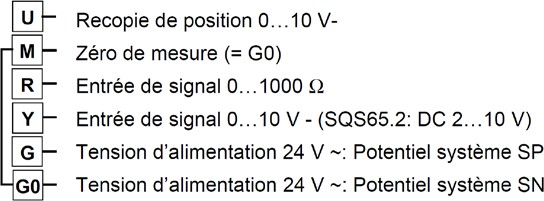 U Recopie de position 0…10 V-
M Zéro de mesure (= G0)
R Entrée de signal 0…1000 Ω
Y Entrée de signal 0…10 V - (SQS65.2: DC 2…10 V)
G Tension d’alimentation 24 V ~: Potentiel système SP
G0 Tension d’alimentation 24 V ~: Potentiel système SN